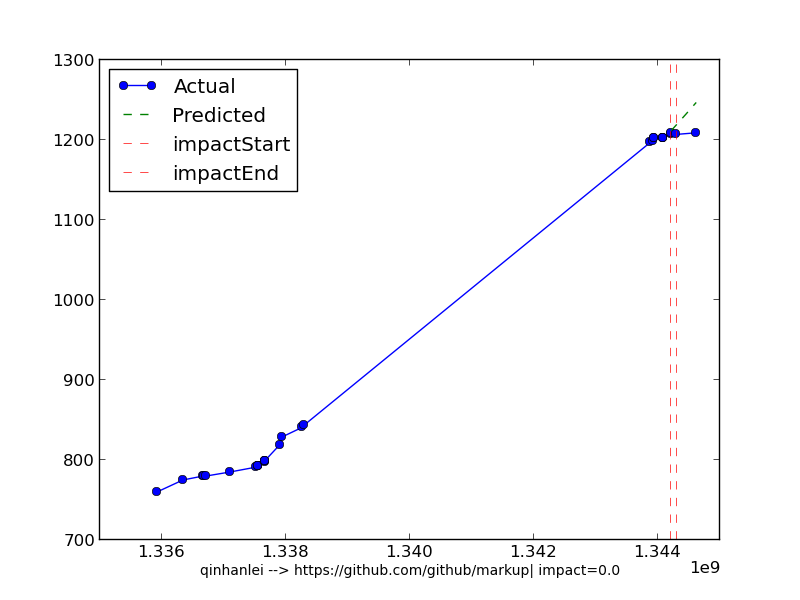 1300
1200
1100
1000
900
800
700
Actual
Predicted
impactStart
impactEnd
1.336 1.338 1.340 1.342 1.344
1e9
qinhanlei --> https://github.com/github/markup| impact=0.0